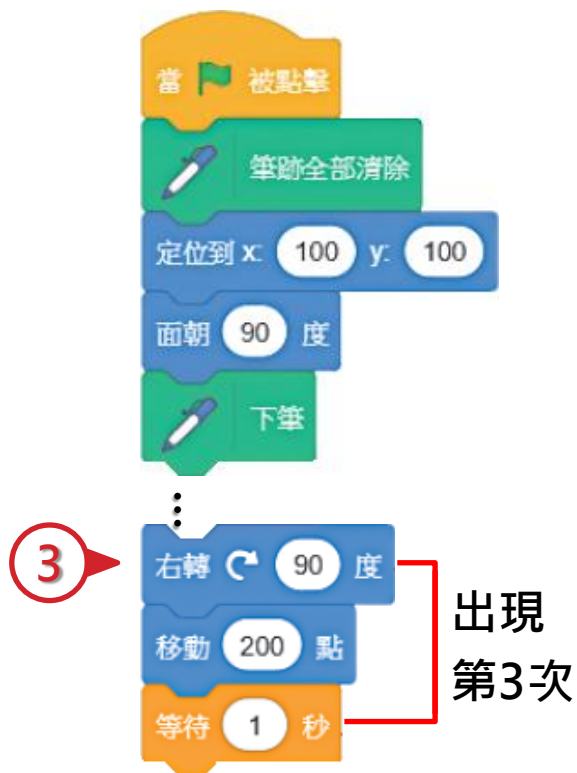 當 被點擊
筆跡全部清除
定位到 x: 100 y: 100
面朝 90 度
下筆
⋮
3 右轉 90 度
移動 200 點
等待 1 秒
出現
第3次